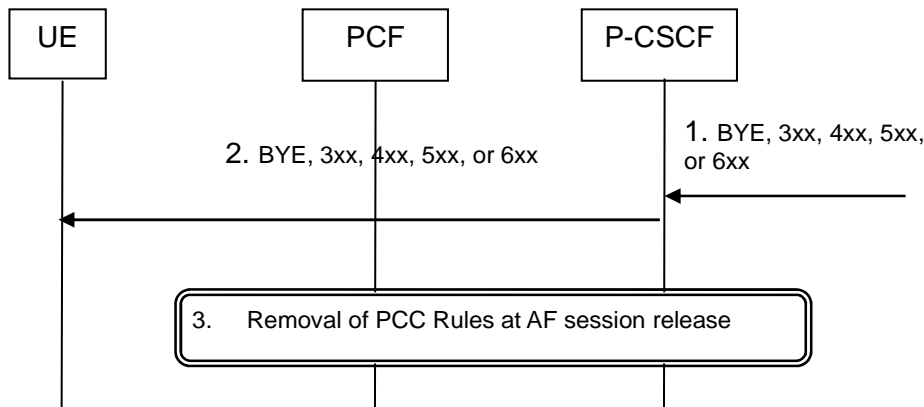 UE
PCF
P-CSCF
1. BYE, 3xx, 4xx, 5xx,
or 6xx
2. BYE, 3xx, 4xx, 5xx, or 6xx
3. Removal of PCC Rules at AF session release